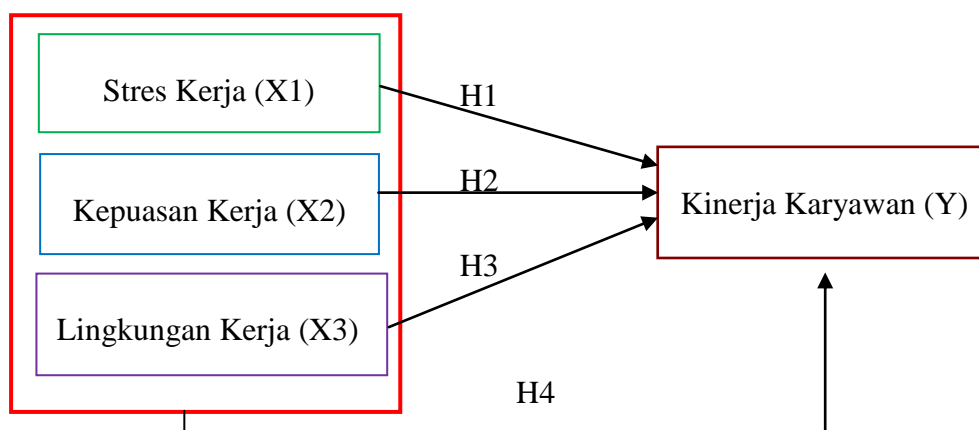 Stres Kerja (X1)
H1
H2
Kepuasan Kerja (X2)
Kinerja Karyawan (Y)
H3
Lingkungan Kerja (X3)
H4